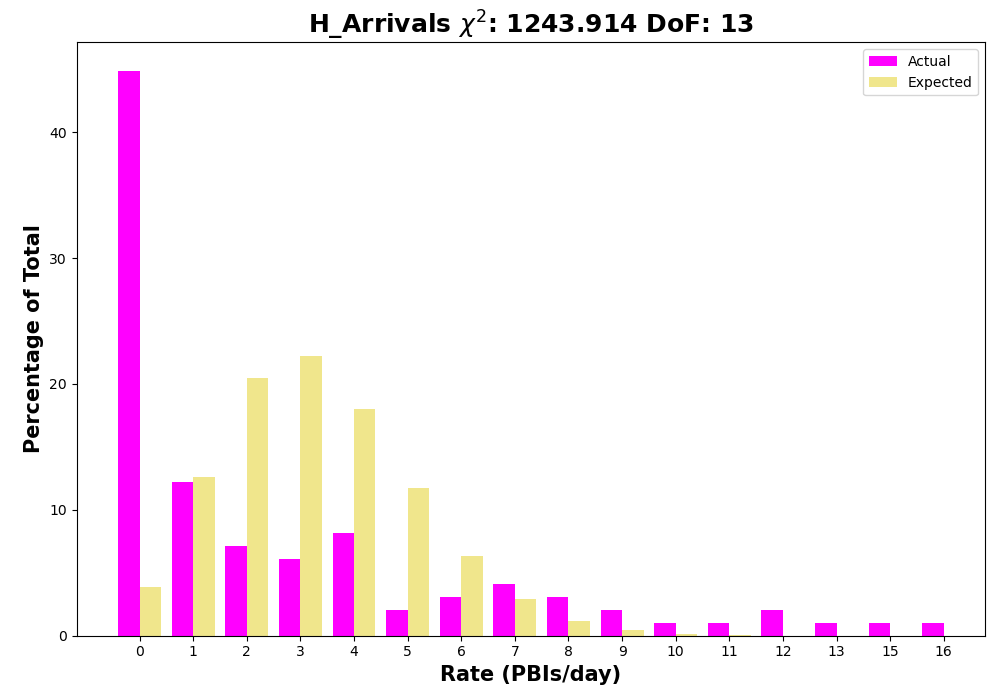 H_Arrivals χ²: 1243.914 DoF: 13
Actual
Expected
Percentage of Total
40
30
20
10
0
0 1 2 3 4 5 6 7 8 9 10 11 12 13 15 16
Rate (PBIs/day)